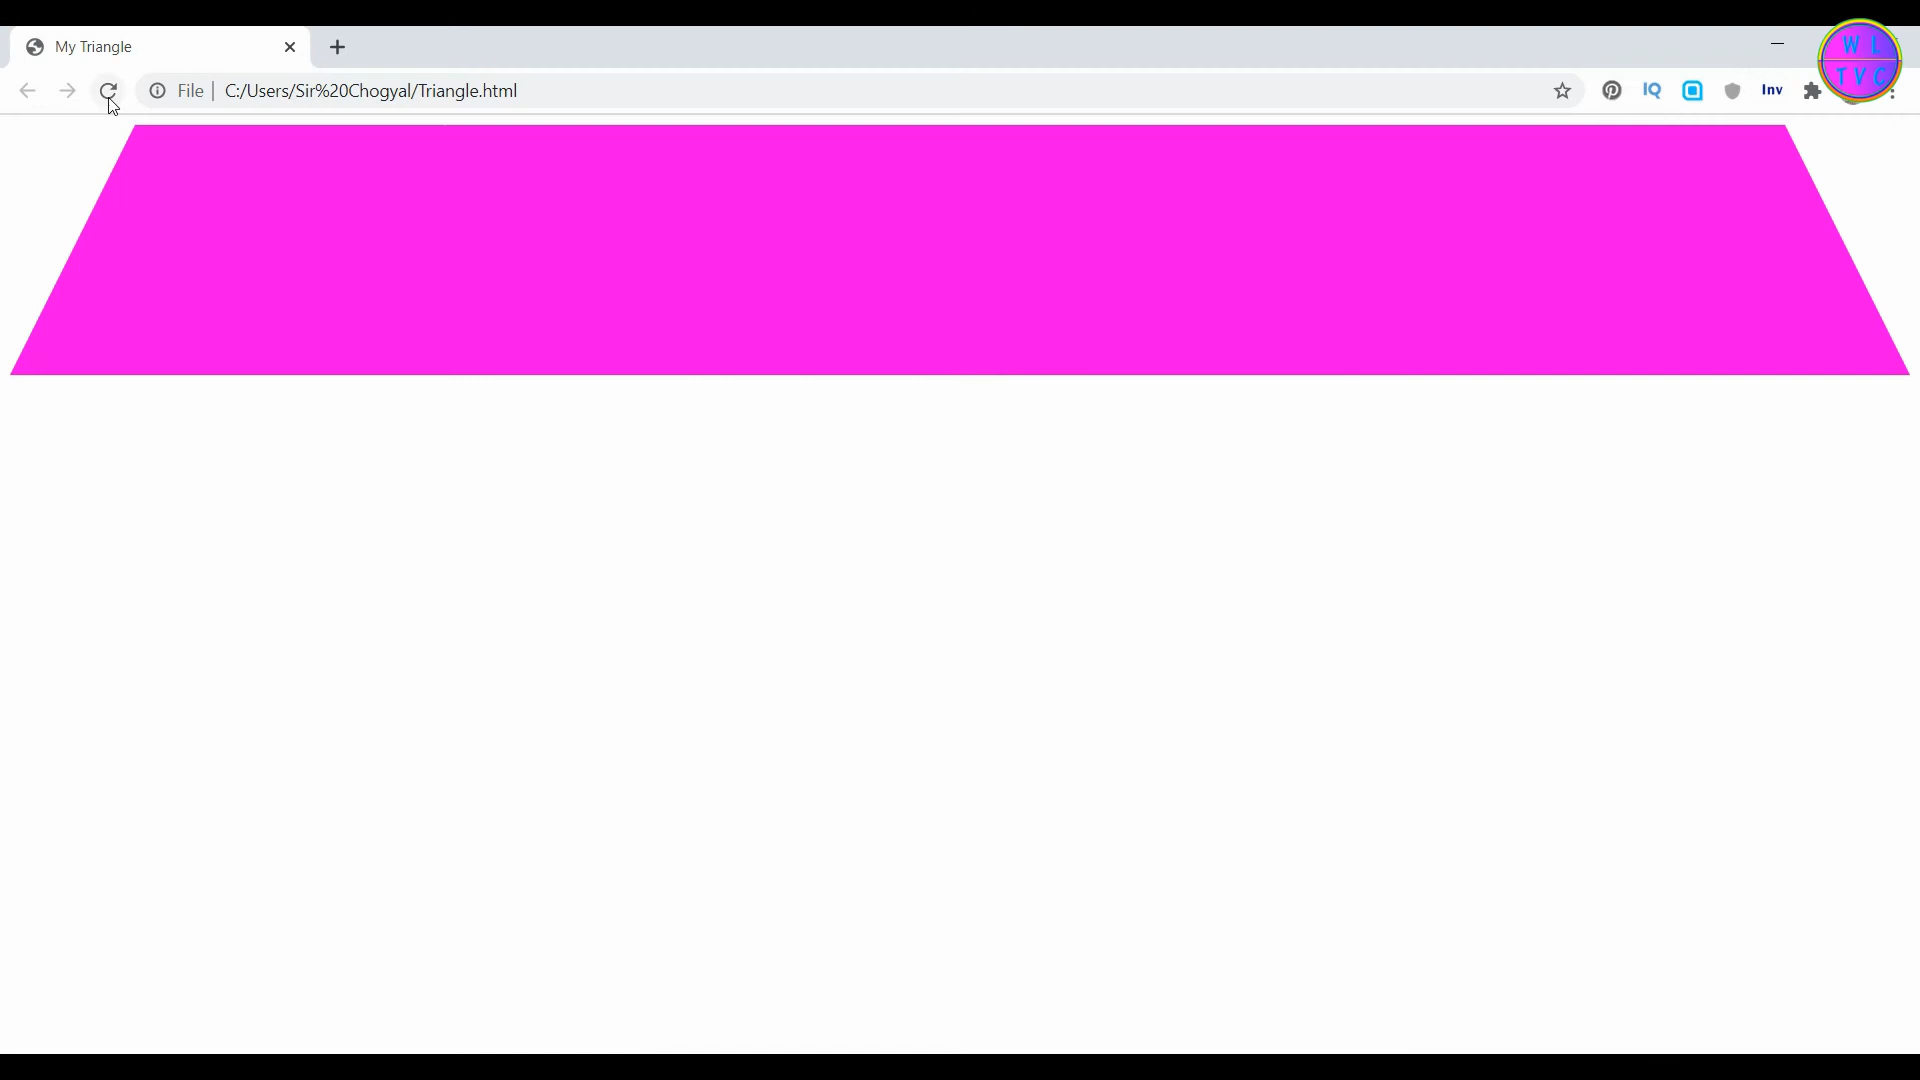 My Triangle
File | C:/Users/Sir%20Chogyal/Triangle.html
IQ
Inv
W L
T V C